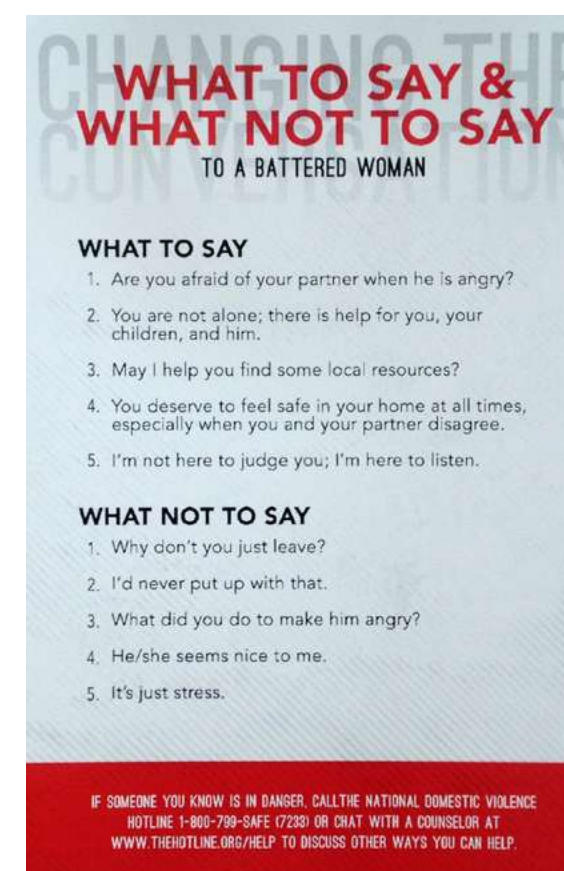 CHANGING THE
CONVERSATION
WHAT TO SAY &
WHAT NOT TO SAY
TO A BATTERED WOMAN
WHAT TO SAY
1. Are you afraid of your partner when he is angry?
2. You are not alone; there is help for you, your
children, and him.
3. May I help you find some local resources?
4. You deserve to feel safe in your home at all times,
especially when you and your partner disagree.
5. I'm not here to judge you; I'm here to listen.
WHAT NOT TO SAY
1. Why don't you just leave?
2. I'd never put up with that.
3. What did you do to make him angry?
4. He/she seems nice to me.
5. It's just stress.
IF SOMEONE YOU KNOW IS IN DANGER, CALLTHE NATIONAL DOMESTIC VIOLENCE
HOTLINE 1-800-799-SAFE (7233) OR CHAT WITH A COUNSELOR AT
WWW.THEHOTLINE.ORG/HELP TO DISCUSS OTHER WAYS YOU CAN HELP.